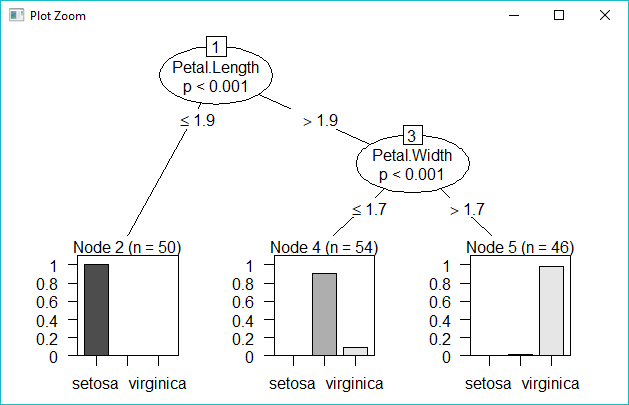 Plot Zoom
1
Petal.Length
p < 0.001
≤ 1.9
> 1.9
3
Petal.Width
p < 0.001
≤ 1.7
> 1.7
Node 2 (n = 50)
1
0.8
0.6
0.4
0.2
0
setosa virginica
Node 4 (n = 54)
1
0.8
0.6
0.4
0.2
0
setosa virginica
Node 5 (n = 46)
1
0.8
0.6
0.4
0.2
0
setosa virginica